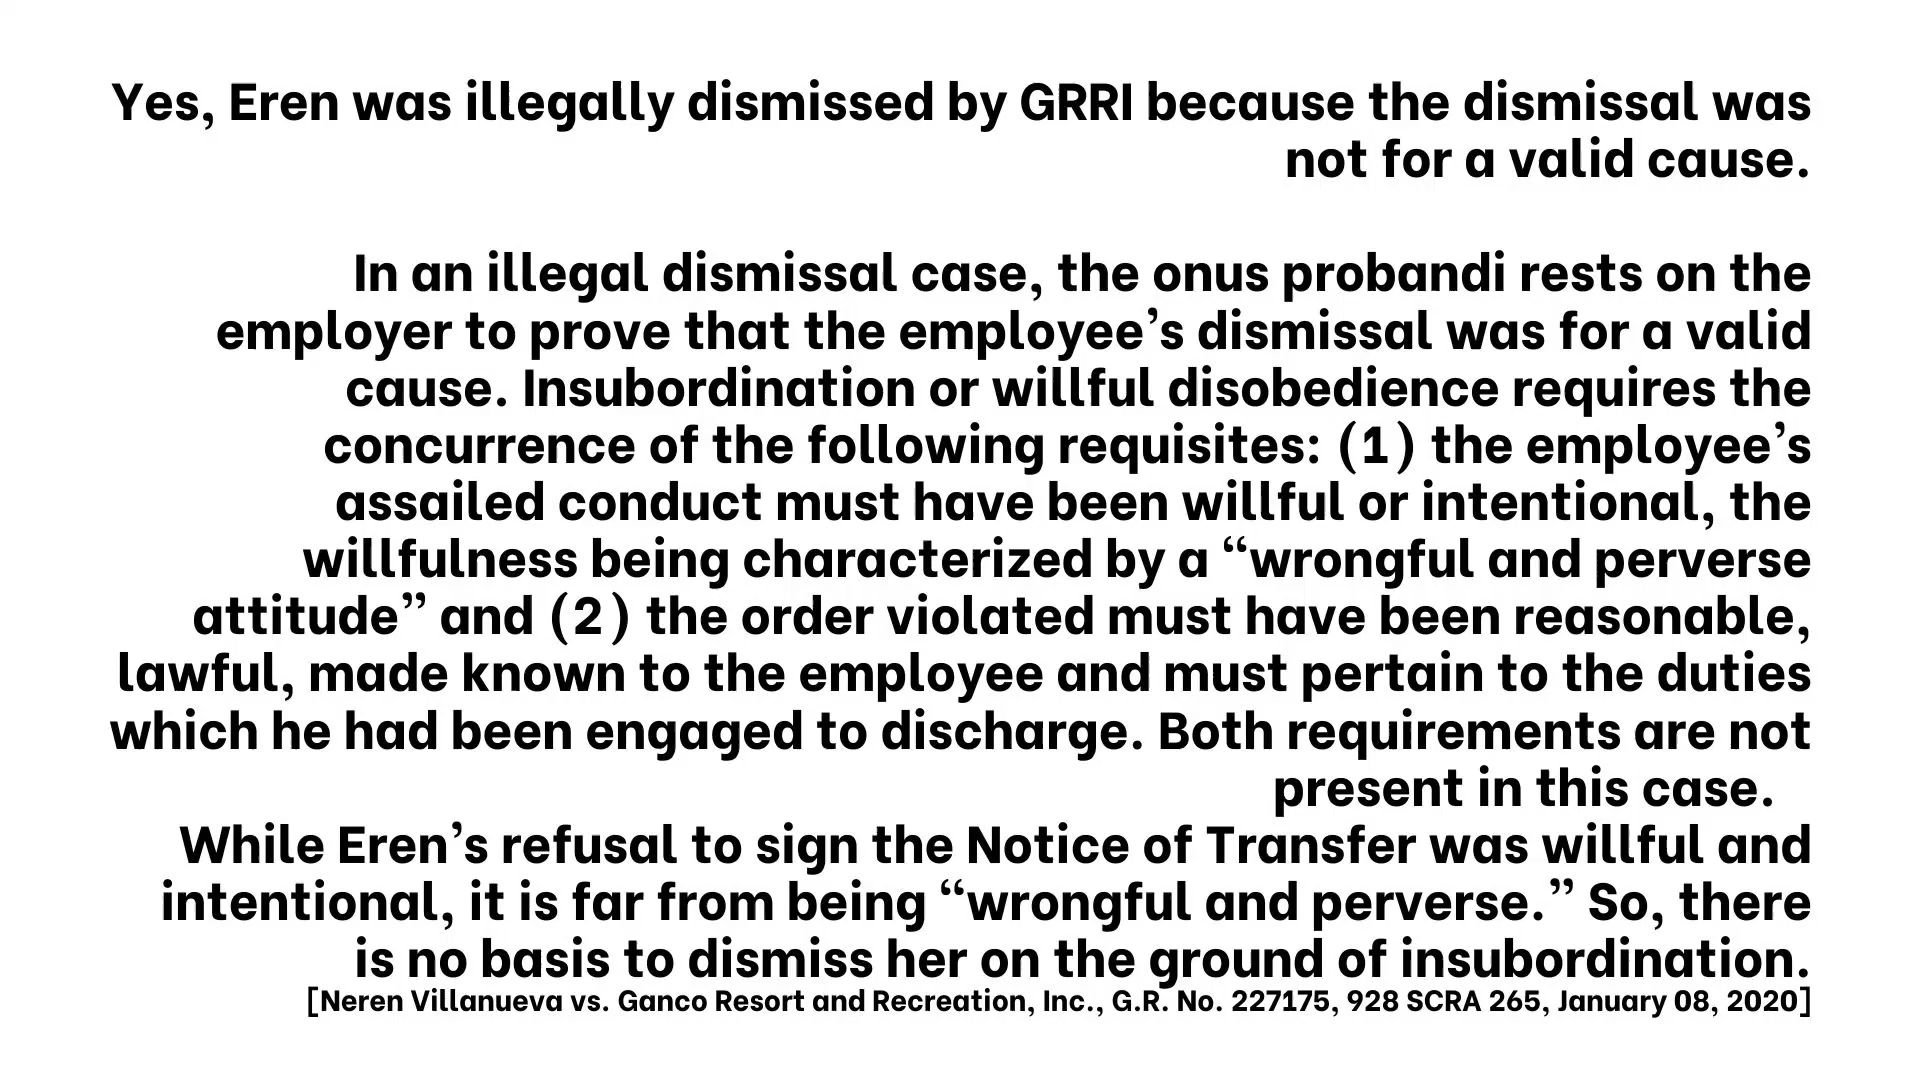 Yes, Eren was illegally dismissed by GRRI because the dismissal was
not for a valid cause.
In an illegal dismissal case, the onus probandi rests on the
employer to prove that the employee’s dismissal was for a valid
cause. Insubordination or willful disobedience requires the
concurrence of the following requisites: (1) the employee’s
assailed conduct must have been willful or intentional, the
willfulness being characterized by a “wrongful and perverse
attitude” and (2) the order violated must have been reasonable,
lawful, made known to the employee and must pertain to the duties
which he had been engaged to discharge. Both requirements are not
present in this case.
While Eren’s refusal to sign the Notice of Transfer was willful and
intentional, it is far from being “wrongful and perverse.” So, there
is no basis to dismiss her on the ground of insubordination.
[Neren Villanueva vs. Ganco Resort and Recreation, Inc., G.R. No. 227175, 928 SCRA 265, January 08, 2020]